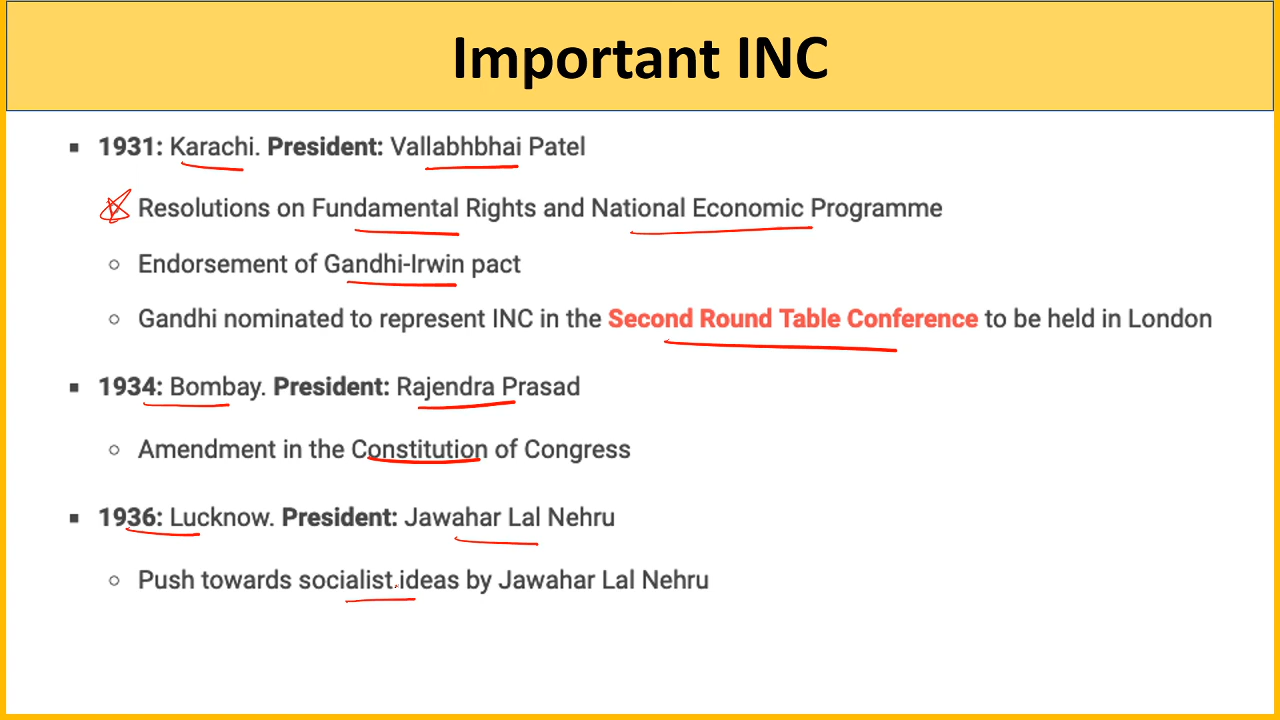 Important INC
1931: Karachi. President: Vallabhbhai Patel
Resolutions on Fundamental Rights and National Economic Programme
Endorsement of Gandhi-Irwin pact
Gandhi nominated to represent INC in the Second Round Table Conference to be held in London
1934: Bombay. President: Rajendra Prasad
Amendment in the Constitution of Congress
1936: Lucknow. President: Jawahar Lal Nehru
Push towards socialist ideas by Jawahar Lal Nehru